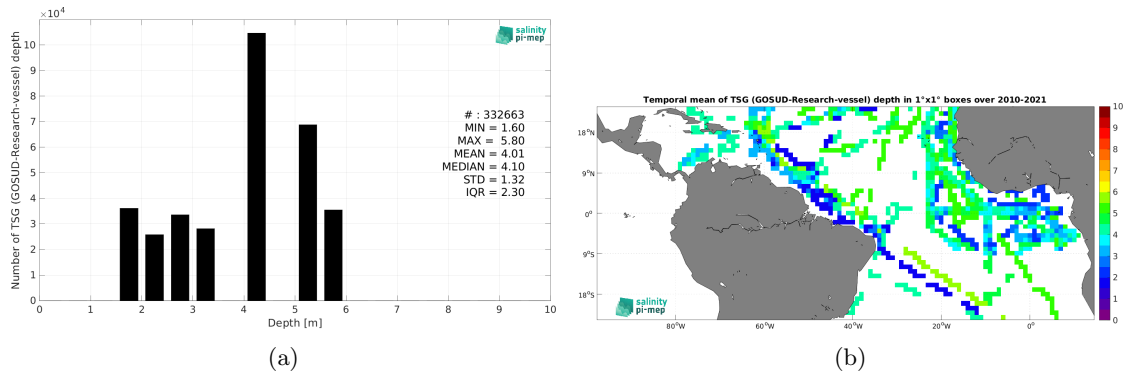 ×10⁴
10
9
8
7
6
5
4
3
2
1
0
Number of TSG (GOSUD-Research-vessel) depth
salinity
pi-mep
# : 332663
MIN = 1.60
MAX = 5.80
MEAN = 4.01
MEDIAN = 4.10
STD = 1.32
IQR = 2.30
0 1 2 3 4 5 6 7 8 9 10
Depth [m]
(a)
Temporal mean of TSG (GOSUD-Research-vessel) depth in 1°x1° boxes over 2010-2021
18°N
9°N
0°
9°S
18°S
80°W 60°W 40°W 20°W 0°
salinity
pi-mep
10
9
8
7
6
5
4
3
2
1
0
(b)